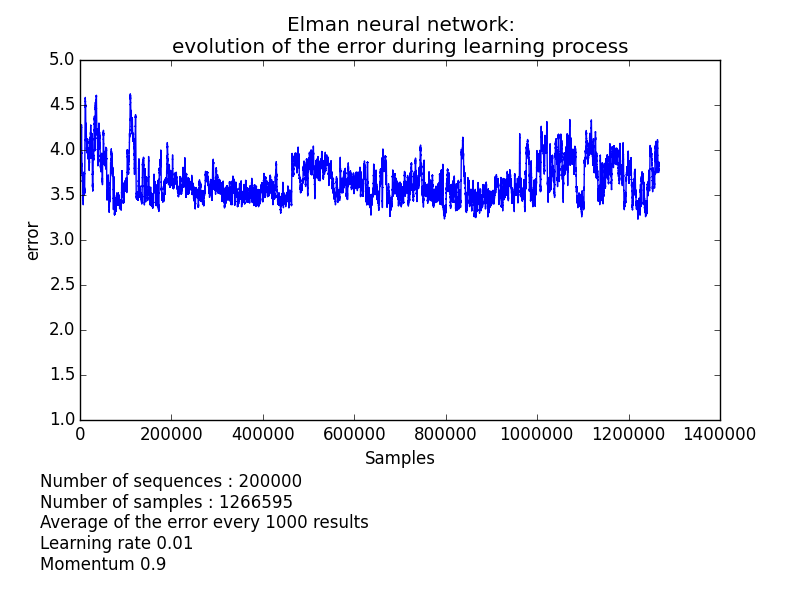 Elman neural network:
evolution of the error during learning process
5.0
4.5
4.0
3.5
3.0
2.5
2.0
1.5
1.0
error
0 200000 400000 600000 800000 1000000 1200000 1400000
Samples
Number of sequences : 200000
Number of samples : 1266595
Average of the error every 1000 results
Learning rate 0.01
Momentum 0.9